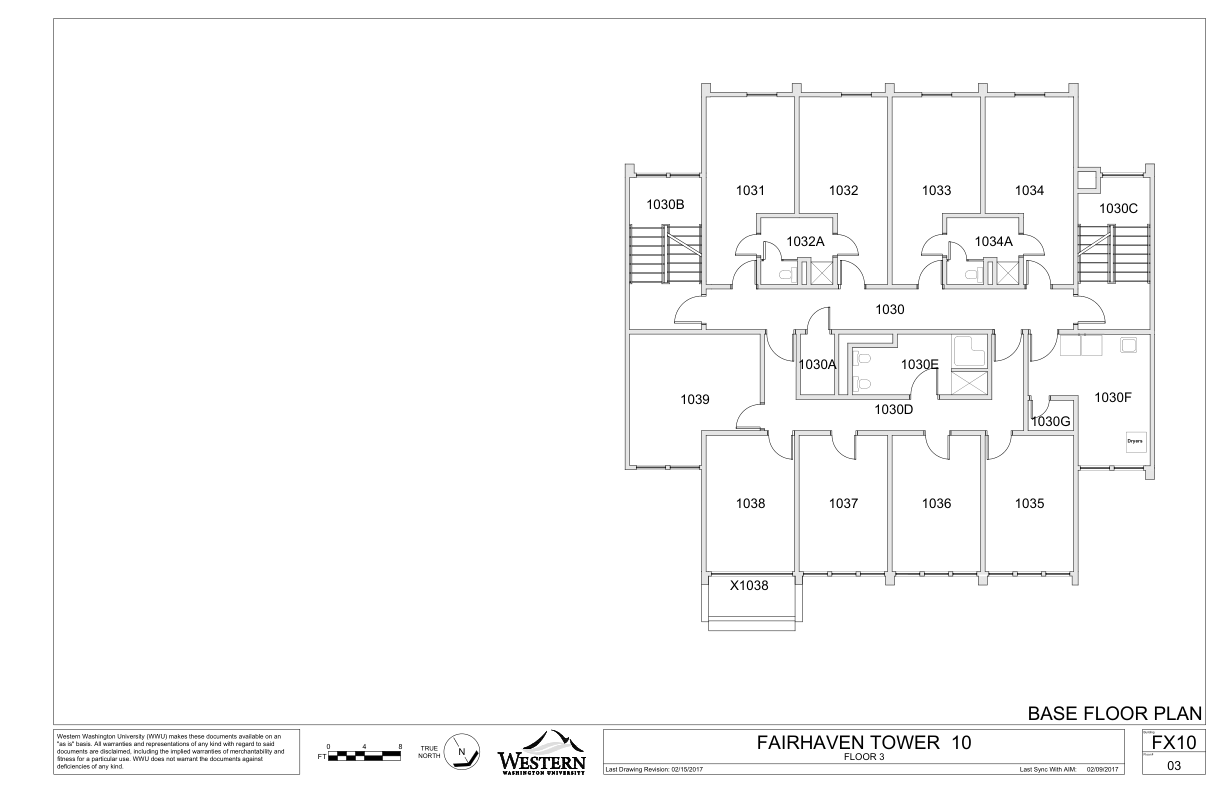 1031
1032
1033
1034
1030B
1030C
1032A
1034A
1030
1030A
1030E
1039
1030D
1030F
1030G
Dryers
1038
1037
1036
1035
X1038
BASE FLOOR PLAN
Western Washington University (WWU) makes these documents available on an
"as is" basis. All warranties and representations of any kind with regard to said
documents are disclaimed, including the implied warranties of merchantability and
fitness for a particular use. WWU does not warrant the documents against
deficiencies of any kind.
0 4 8
FT
TRUE
NORTH
N
WESTERN
WASHINGTON UNIVERSITY
FAIRHAVEN TOWER 10
FLOOR 3
Last Drawing Revision: 02/15/2017
Last Sync With AIM: 02/09/2017
FX10
03